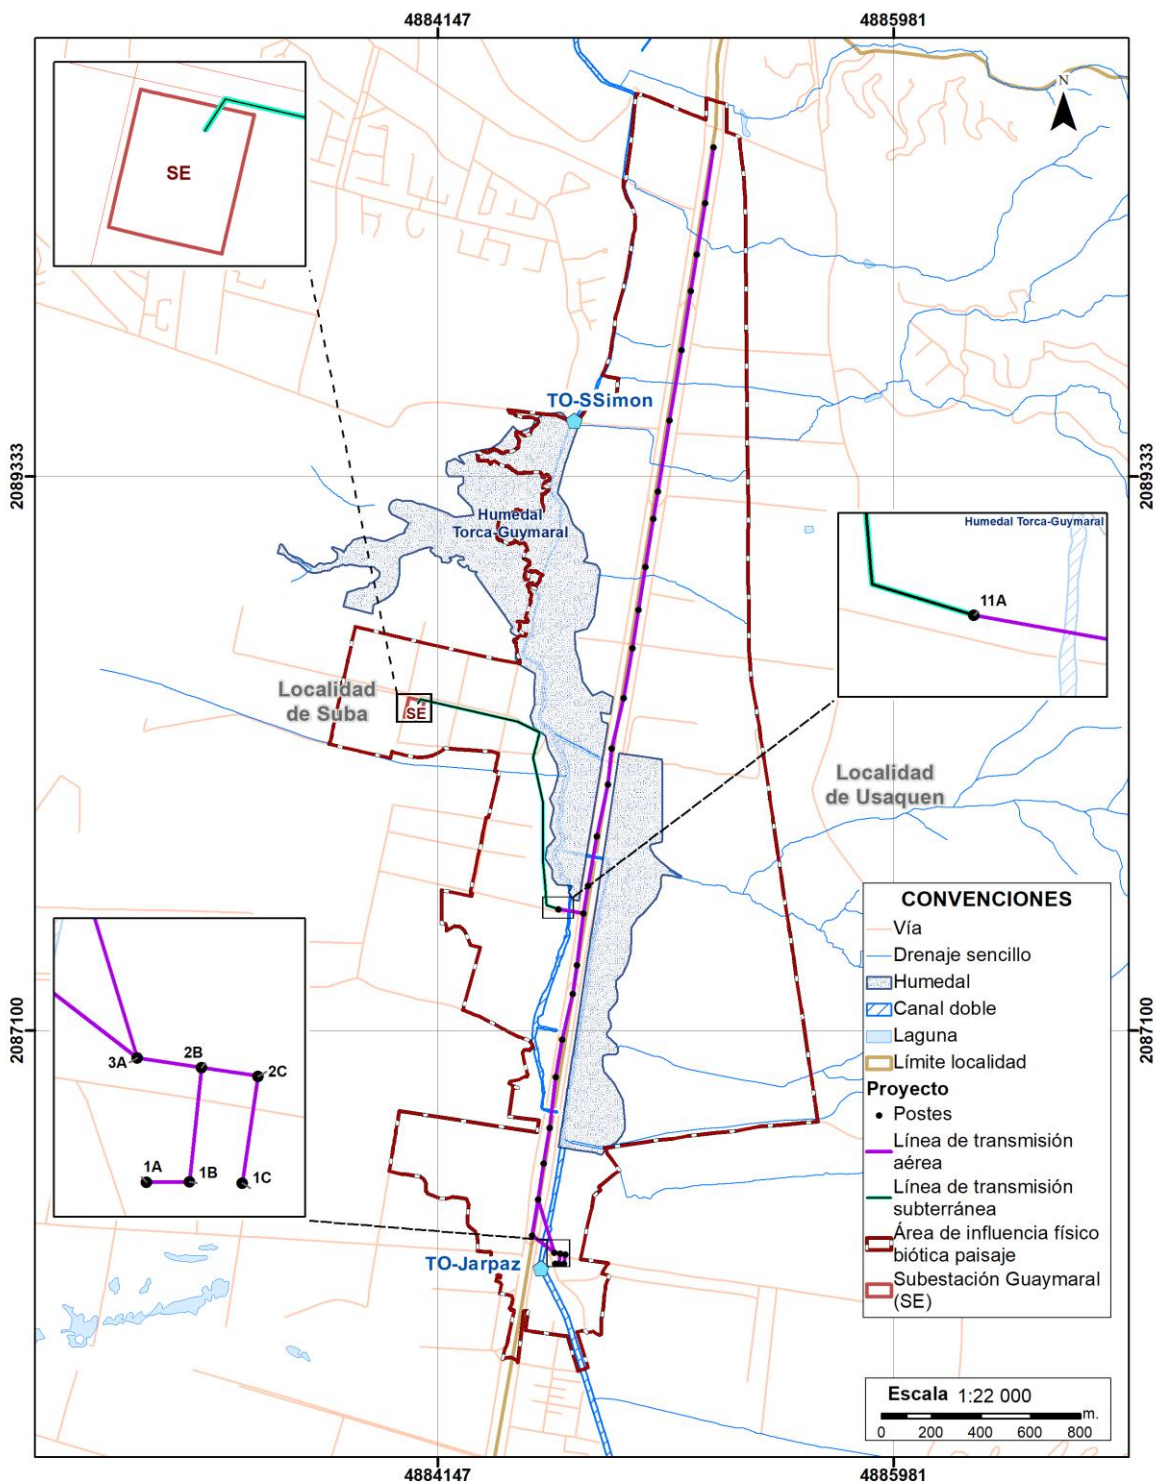 4884147
4885981
N
SE
TO-SSimon
2089333
2089333
Humedal
Torca-Guymaral
Humedal Torca-Guymaral
11A
Localidad
de Suba
SE
Localidad
de Usaquen
CONVENCIONES
Vía
Drenaje sencillo
Humedal
Canal doble
Laguna
Límite localidad
Proyecto
Postes
Línea de transmisión
aérea
Línea de transmisión
subterránea
Área de influencia físico
biótica paisaje
Subestación Guaymaral
(SE)
2087100
2087100
3A
2B
2C
1A
1B
1C
TO-Jarpaz
Escala 1:22 000
m.
0 200 400 600 800
4884147
4885981